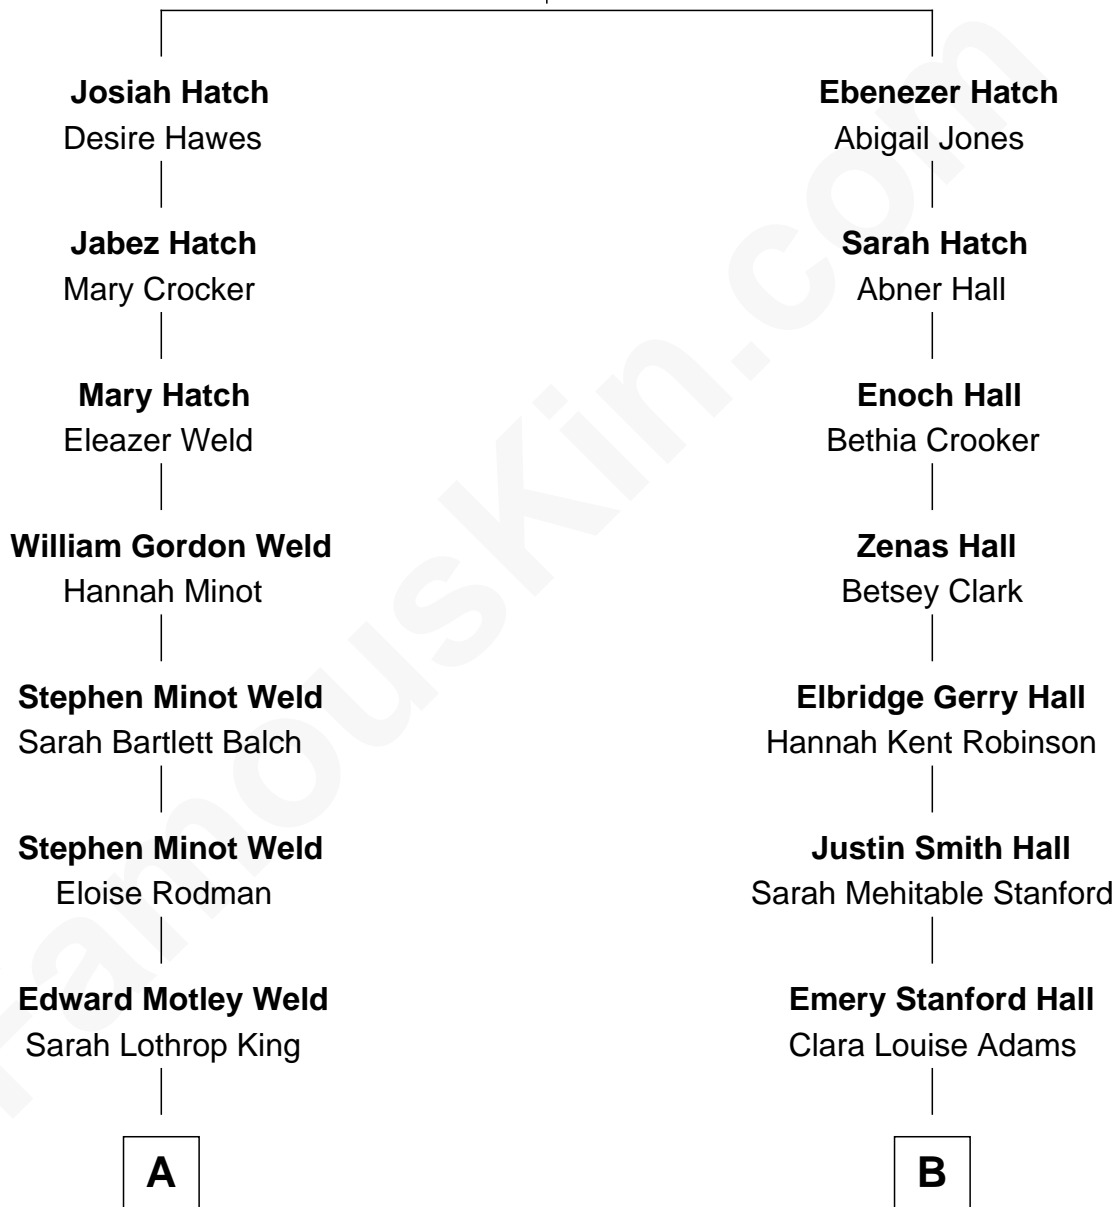 Josiah Hatch
Desire Hawes
Jabez Hatch
Mary Crocker
Mary Hatch
Eleazer Weld
William Gordon Weld
Hannah Minot
Stephen Minot Weld
Sarah Bartlett Balch
Stephen Minot Weld
Eloise Rodman
Edward Motley Weld
Sarah Lothrop King
A
Ebenezer Hatch
Abigail Jones
Sarah Hatch
Abner Hall
Enoch Hall
Bethia Crooker
Zenas Hall
Betsey Clark
Elbridge Gerry Hall
Hannah Kent Robinson
Justin Smith Hall
Sarah Mehitable Stanford
Emery Stanford Hall
Clara Louise Adams
B
FamousKin.com